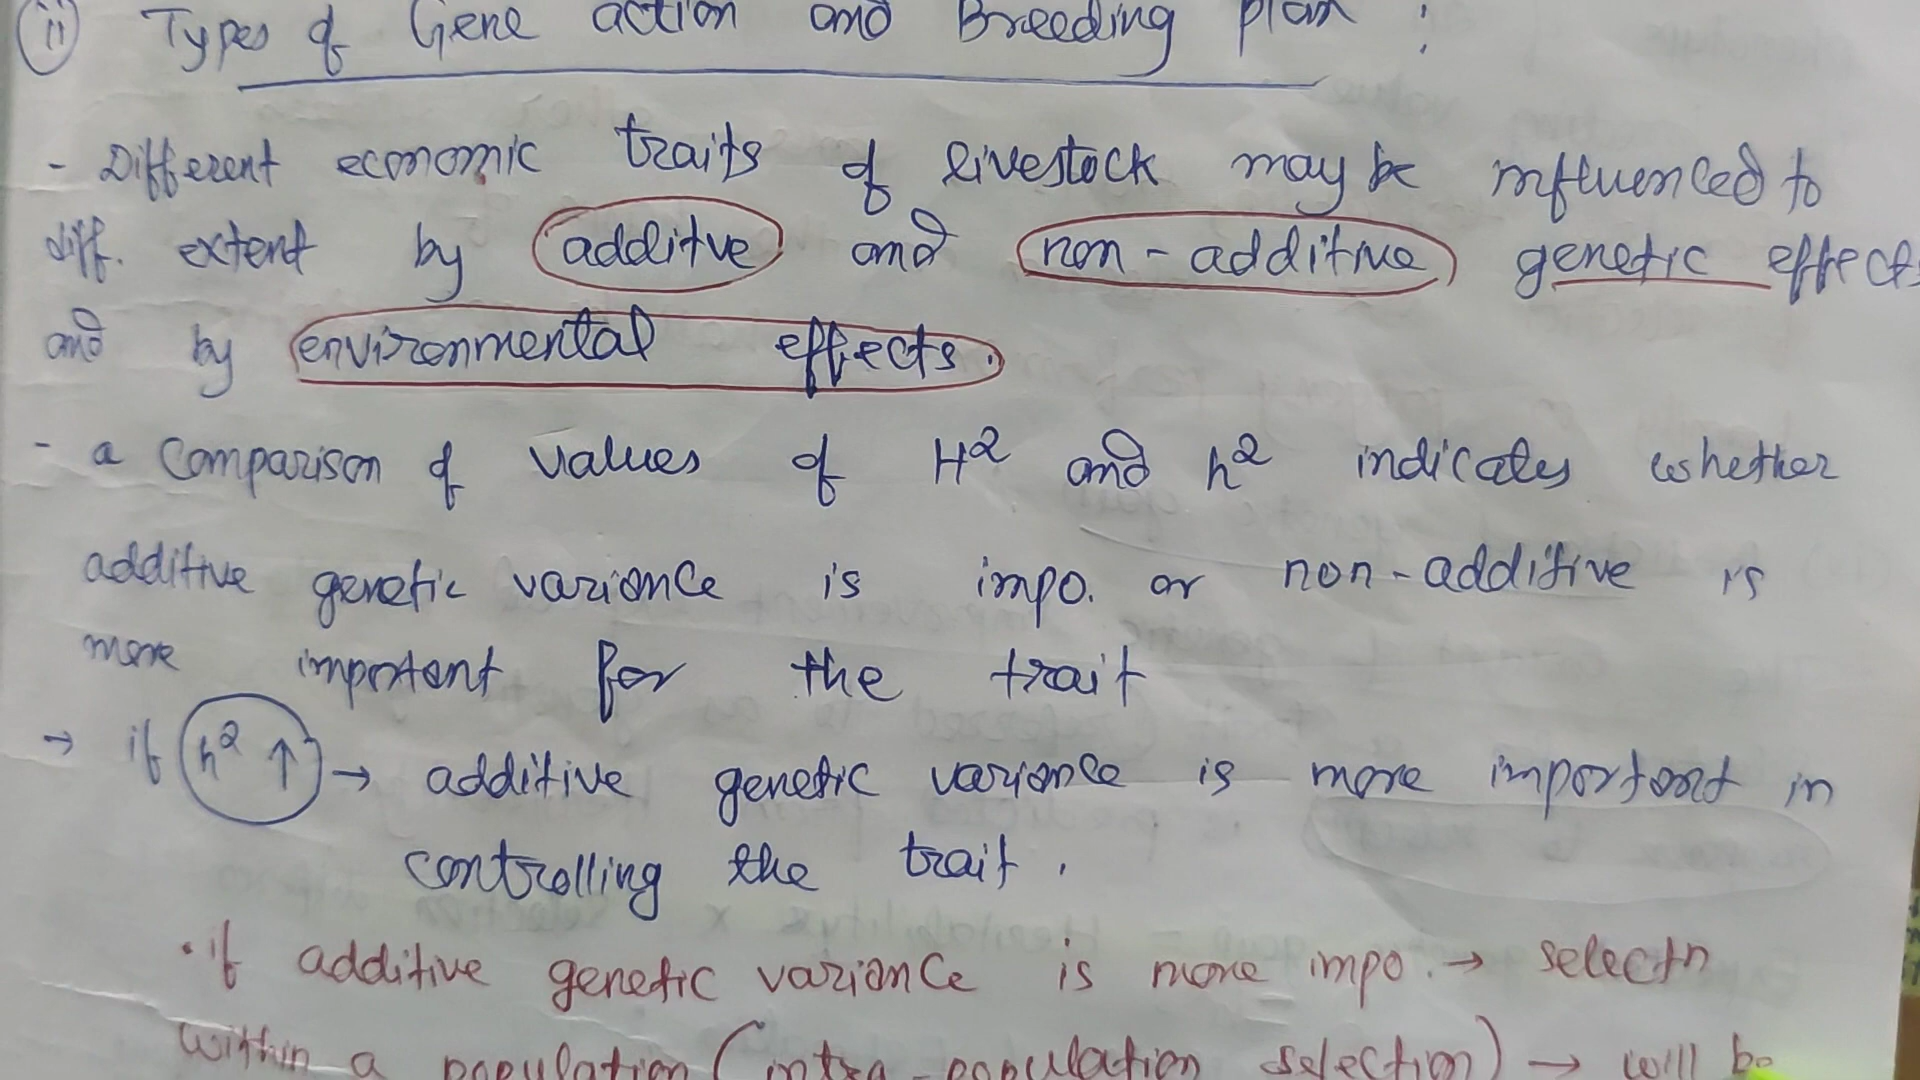 (ii) Types of Gene action and Breeding plan :
- Different economic traits of livestock may be influenced to
diff. extent by additve and non-additive genetic effects
and by environmental effects.
- a comparison of values of H² and h² indicates whether
additive genetic variance is impo. or non-additive is
more important for the trait
→ if h² ↑ → additive genetic variance is more important in
controlling the trait.
• if additive genetic variance is more impo. → selectn
within a population (intra-population selection) → will be